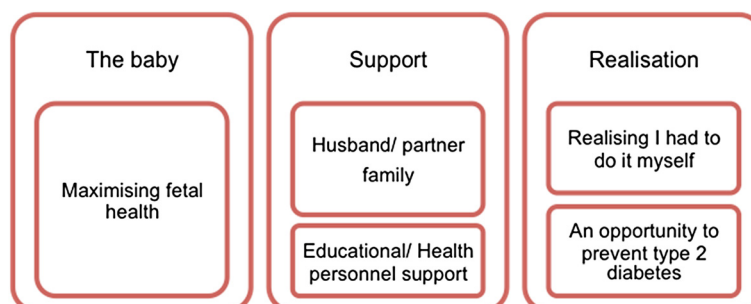 The baby
Maximising fetal
health
Support
Husband/ partner
family
Educational/ Health
personnel support
Realisation
Realising I had to
do it myself
An opportunity to
prevent type 2
diabetes